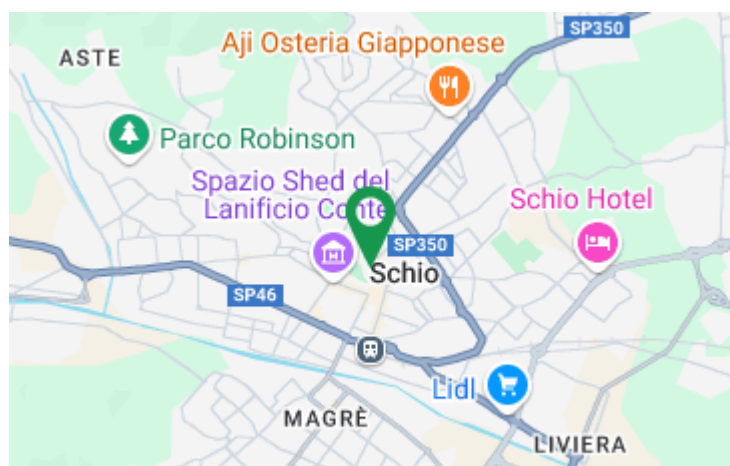 SP350
Aji Osteria Giapponese
ASTE
Parco Robinson
Spazio Shed del
Lanificio Conte
Schio Hotel
SP350
Schio
SP46
Lidl
MAGRÈ
LIVIERA